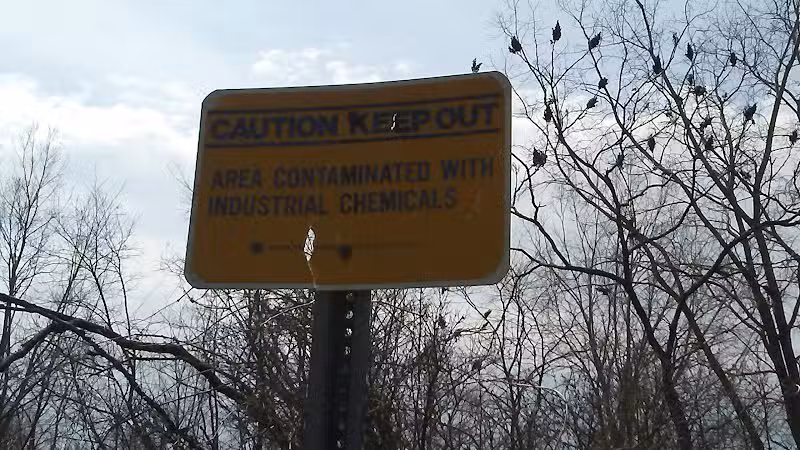 CAUTION KEEP OUT
AREA CONTAMINATED WITH
INDUSTRIAL CHEMICALS